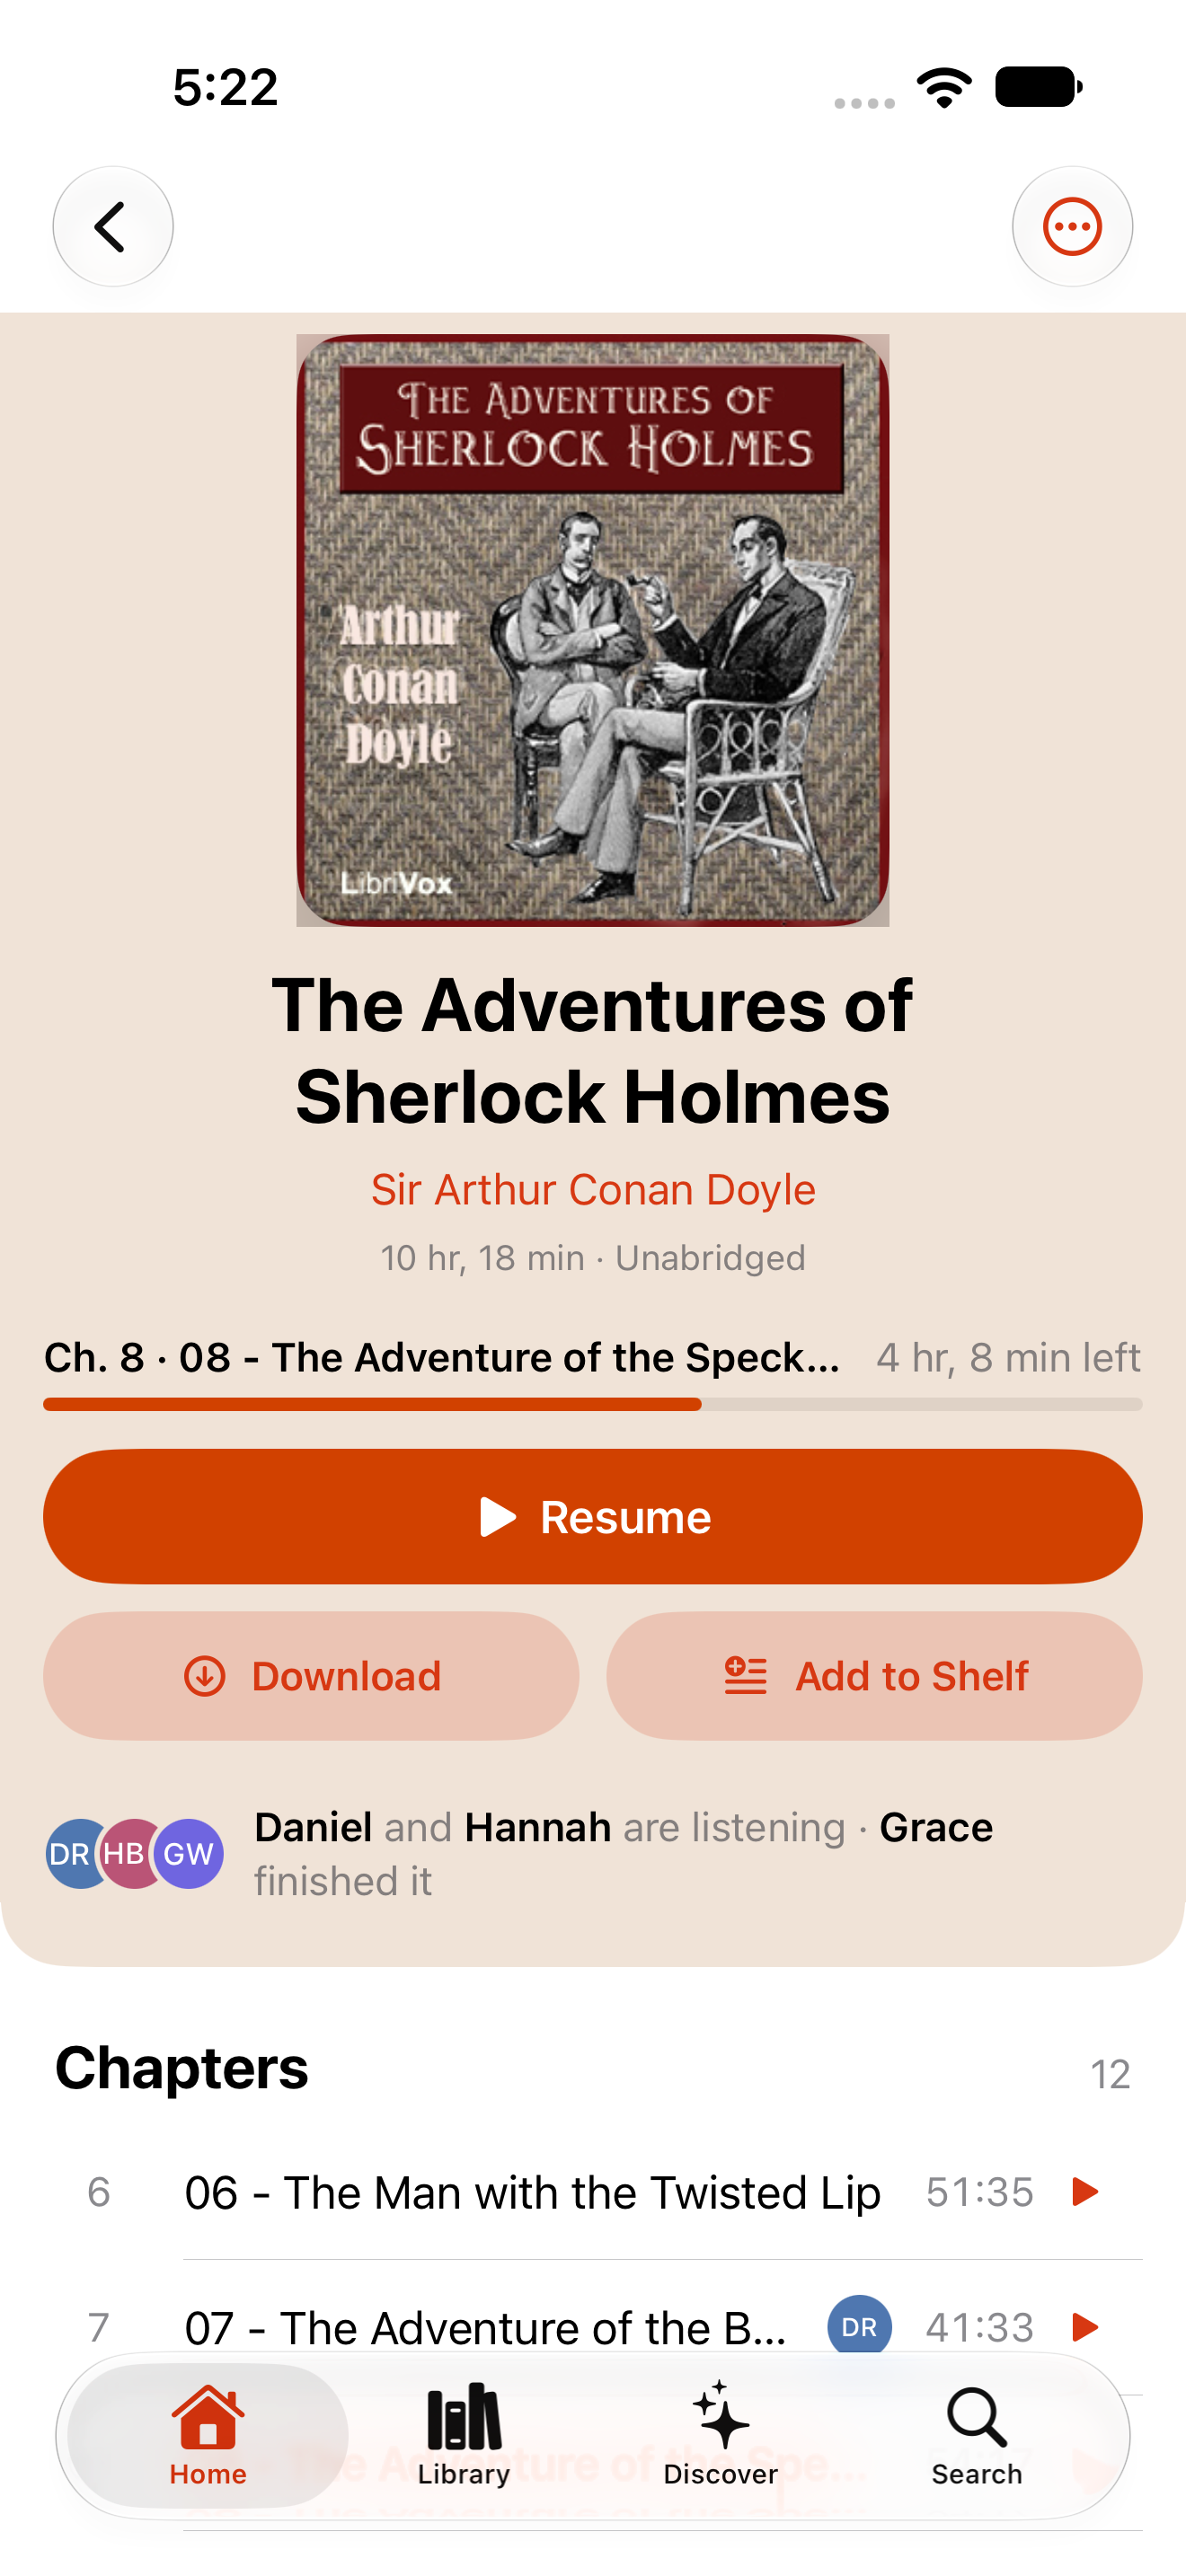 5:22
THE ADVENTURES OF
SHERLOCK HOLMES
Arthur
Conan
Doyle
LibriVox
The Adventures of
Sherlock Holmes
Sir Arthur Conan Doyle
10 hr, 18 min · Unabridged
Ch. 8 · 08 - The Adventure of the Speck... 4 hr, 8 min left
Resume
Download
Add to Shelf
DR HB GW
Daniel and Hannah are listening · Grace
finished it
Chapters 12
6 06 - The Man with the Twisted Lip 51:35
7 07 - The Adventure of the B... DR 41:33
Adventure of the Spe...
Home Library Discover Search